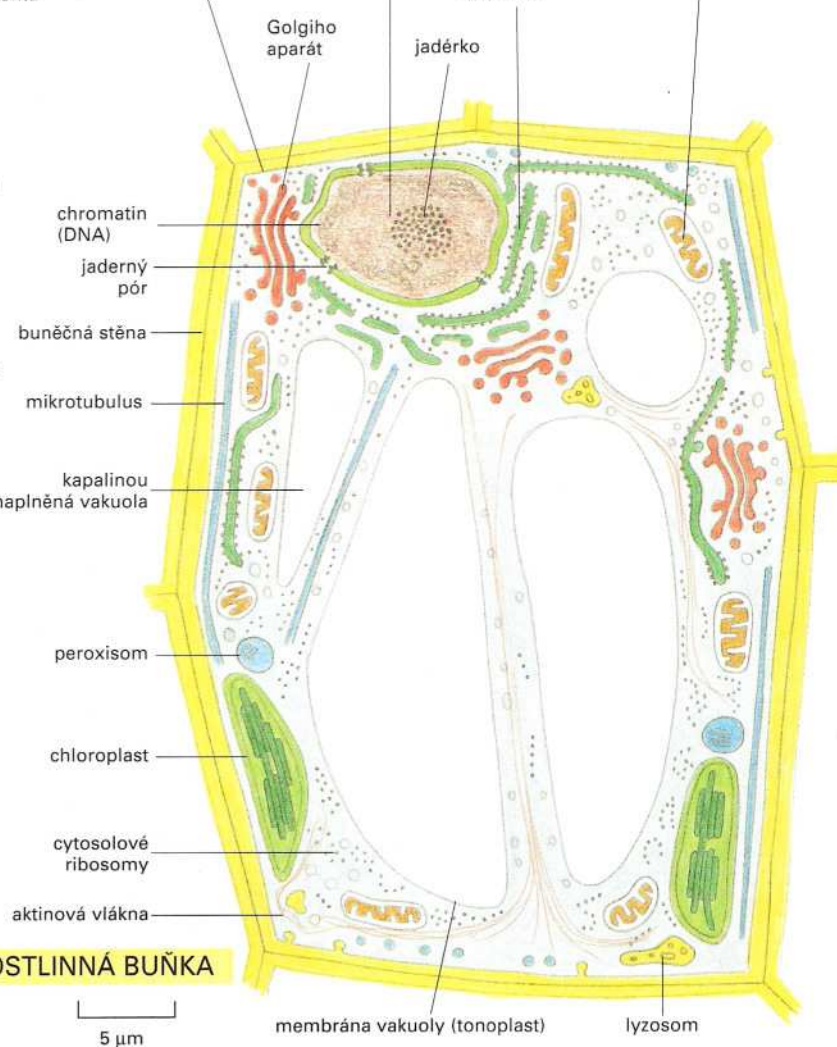 Golgiho
aparát
jadérko
chromatin
(DNA)
jaderný
pór
buněčná stěna
mikrotubulus
kapalinou
naplněná vakuola
peroxisom
chloroplast
cytosolové
ribosomy
aktinová vlákna
OSTLINNÁ BUŇKA
5 µm
membrána vakuoly (tonoplast)
lyzosom